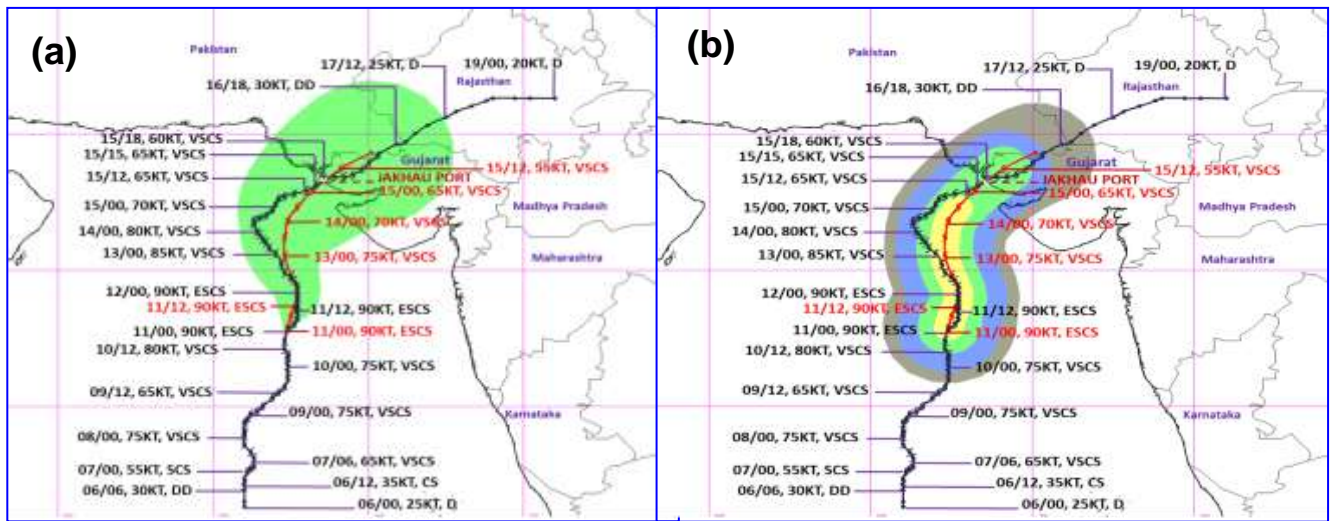 (a)
Pakistan
17/12, 25KT, D
19/00, 20KT, D
Rajasthan
16/18, 30KT, DD
15/18, 60KT, VSCS
15/15, 65KT, VSCS
Gujarat
15/12, 55KT, VSCS
15/12, 65KT, VSCS
JAKHAU PORT
15/00, 65KT, VSCS
15/00, 70KT, VSCS
14/00, 70KT, VSCS
Madhya Pradesh
14/00, 80KT, VSCS
13/00, 85KT, VSCS
13/00, 75KT, VSCS
Maharashtra
12/00, 90KT, ESCS
11/12, 90KT, ESCS
11/12, 90KT, ESCS
11/00, 90KT, ESCS
11/00, 90KT, ESCS
10/12, 80KT, VSCS
10/00, 75KT, VSCS
09/12, 65KT, VSCS
09/00, 75KT, VSCS
Karnataka
08/00, 75KT, VSCS
07/06, 65KT, VSCS
07/00, 55KT, SCS
06/12, 35KT, CS
06/06, 30KT, DD
06/00, 25KT, D
(b)
Pakistan
17/12, 25KT, D
19/00, 20KT, D
Rajasthan
16/18, 30KT, DD
15/18, 60KT, VSCS
15/15, 65KT, VSCS
Gujarat
15/12, 55KT, VSCS
15/12, 65KT, VSCS
JAKHAU PORT
15/00, 65KT, VSCS
15/00, 70KT, VSCS
Madhya Pradesh
14/00, 70KT, VSCS
14/00, 80KT, VSCS
13/00, 85KT, VSCS
13/00, 75KT, VSCS
Maharashtra
12/00, 90KT, ESCS
11/12, 90KT, ESCS
11/12, 90KT, ESCS
11/00, 90KT, ESCS
11/00, 90KT, ESCS
10/12, 80KT, VSCS
10/00, 75KT, VSCS
09/12, 65KT, VSCS
09/00, 75KT, VSCS
Karnataka
08/00, 75KT, VSCS
07/06, 65KT, VSCS
07/00, 55KT, SCS
06/12, 35KT, CS
06/06, 30KT, DD
06/00, 25KT, D